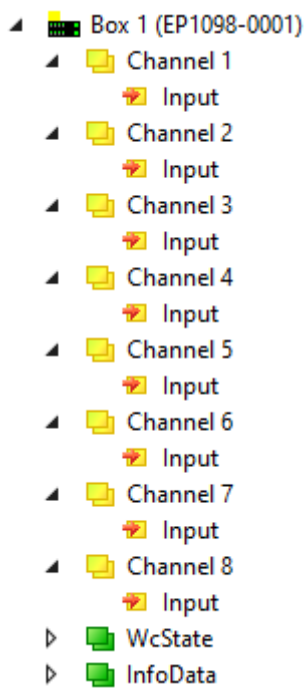 Box 1 (EP1098-0001)
Channel 1
Input
Channel 2
Input
Channel 3
Input
Channel 4
Input
Channel 5
Input
Channel 6
Input
Channel 7
Input
Channel 8
Input
WcState
InfoData